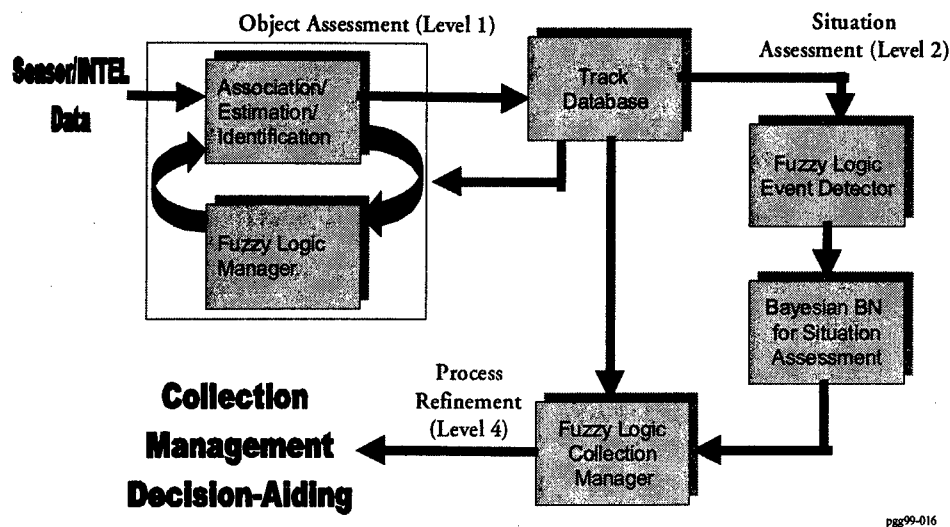 Object Assessment (Level 1)
Situation
Assessment (Level 2)
Sensor/INTEL
Data
Association/
Estimation/
Identification
Track
Database
Fuzzy Logic
Event Detector
Fuzzy Logic
Manager
Bayesian BN
for Situation
Assessment
Process
Refinement
(Level 4)
Fuzzy Logic
Collection
Manager
Collection
Management
Decision-Aiding
pgg99-016